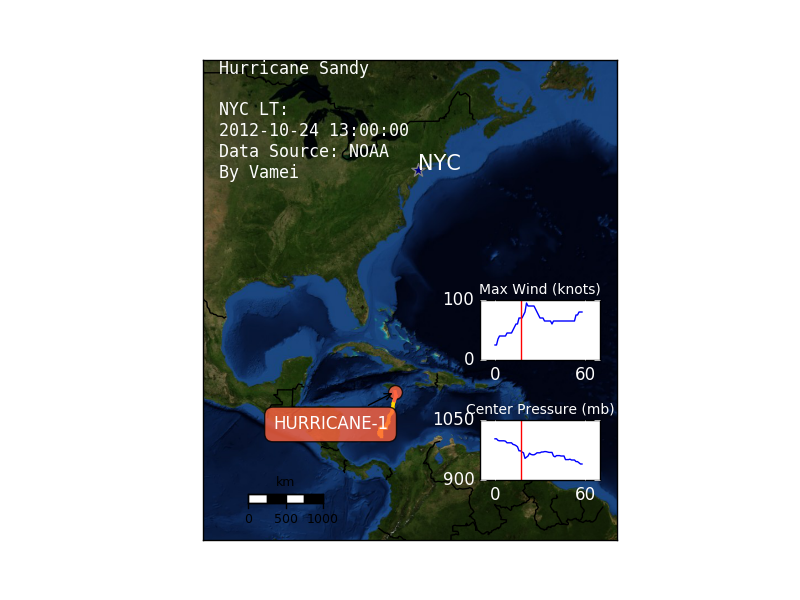 Hurricane Sandy
NYC LT:
2012-10-24 13:00:00
Data Source: NOAA
By Vamei
NYC
Max Wind (knots)
100
0
0 60
HURRICANE-1
Center Pressure (mb)
1050
900
0 60
km
0 500 1000